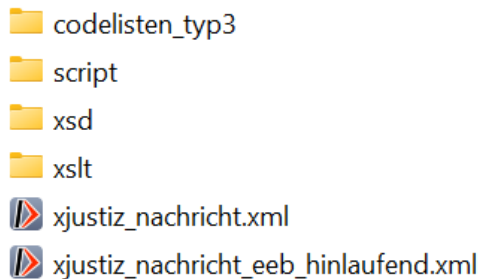 codelisten_typ3
script
xsd
xslt
xjustiz_nachricht.xml
xjustiz_nachricht_eeb_hinlaufend.xml